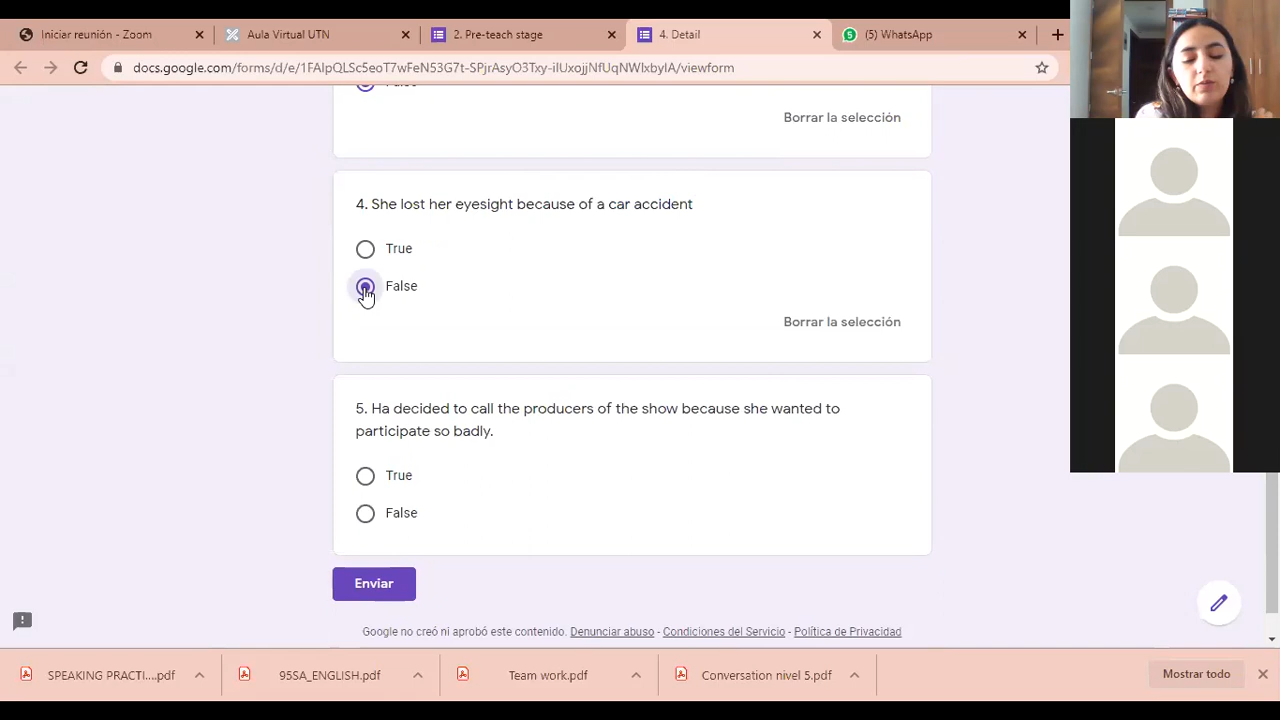 Iniciar reunión - Zoom
Aula Virtual UTN
2. Pre-teach stage
4. Detail
(5) WhatsApp
docs.google.com/forms/d/e/1FAIpQLSc5eoT7wFeN53G7t-SPjrAsyO3Txy-iIUxojjNfUqNWIxbyIA/viewform
False
Borrar la selección
4. She lost her eyesight because of a car accident
True
False
Borrar la selección
5. Ha decided to call the producers of the show because she wanted to
participate so badly.
True
False
Enviar
Google no creó ni aprobó este contenido. Denunciar abuso - Condiciones del Servicio - Política de Privacidad
SPEAKING PRACTI....pdf
95SA_ENGLISH.pdf
Team work.pdf
Conversation nivel 5.pdf
Mostrar todo